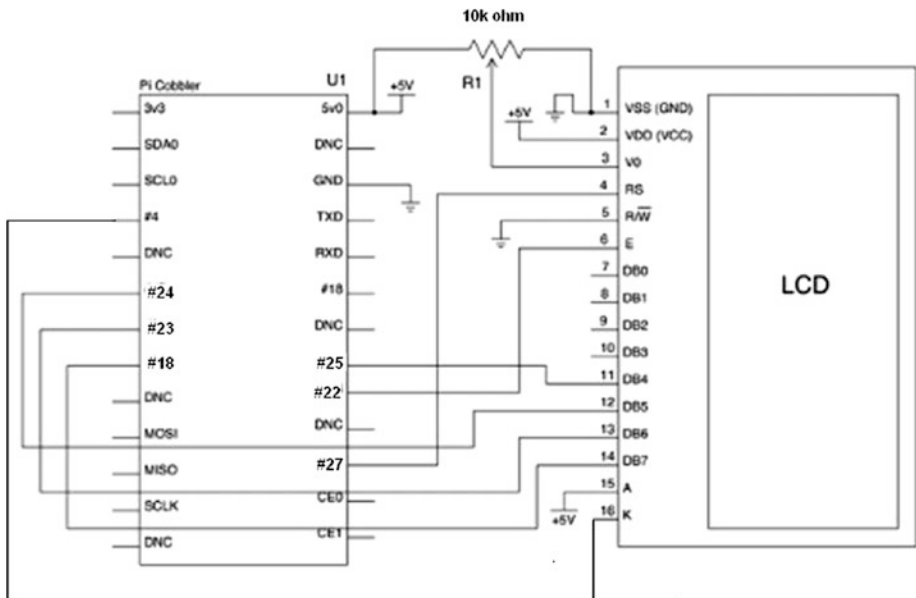 10k ohm
R1
Pi Cobbler
U1
+5V
3v3
SDA0
SCL0
#4
DNC
#24
#23
#18
DNC
MOSI
MISO
SCLK
DNC
5v0
DNC
GND
TXD
RXD
#18
DNC
#25
#22
DNC
#27
CE0
CE1
+5V
+5V
1 VSS (GND)
2 VDD (VCC)
3 V0
4 RS
5 R/W
6 E
7 DB0
8 DB1
9 DB2
10 DB3
11 DB4
12 DB5
13 DB6
14 DB7
15 A
16 K
LCD